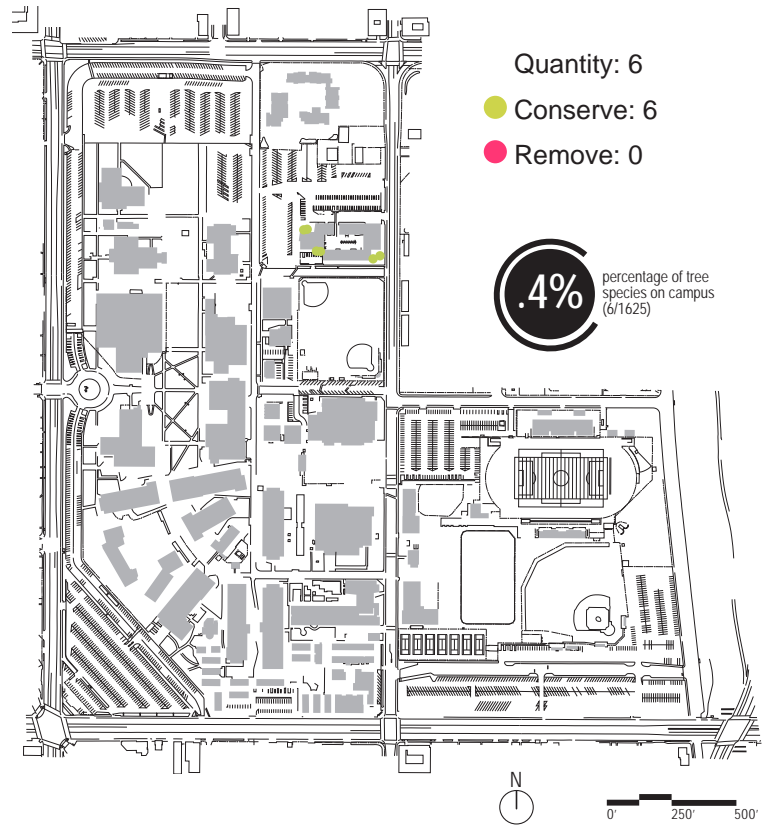 Quantity: 6
Conserve: 6
Remove: 0
.4%
percentage of tree
species on campus
(6/1625)
N
0' 250' 500'